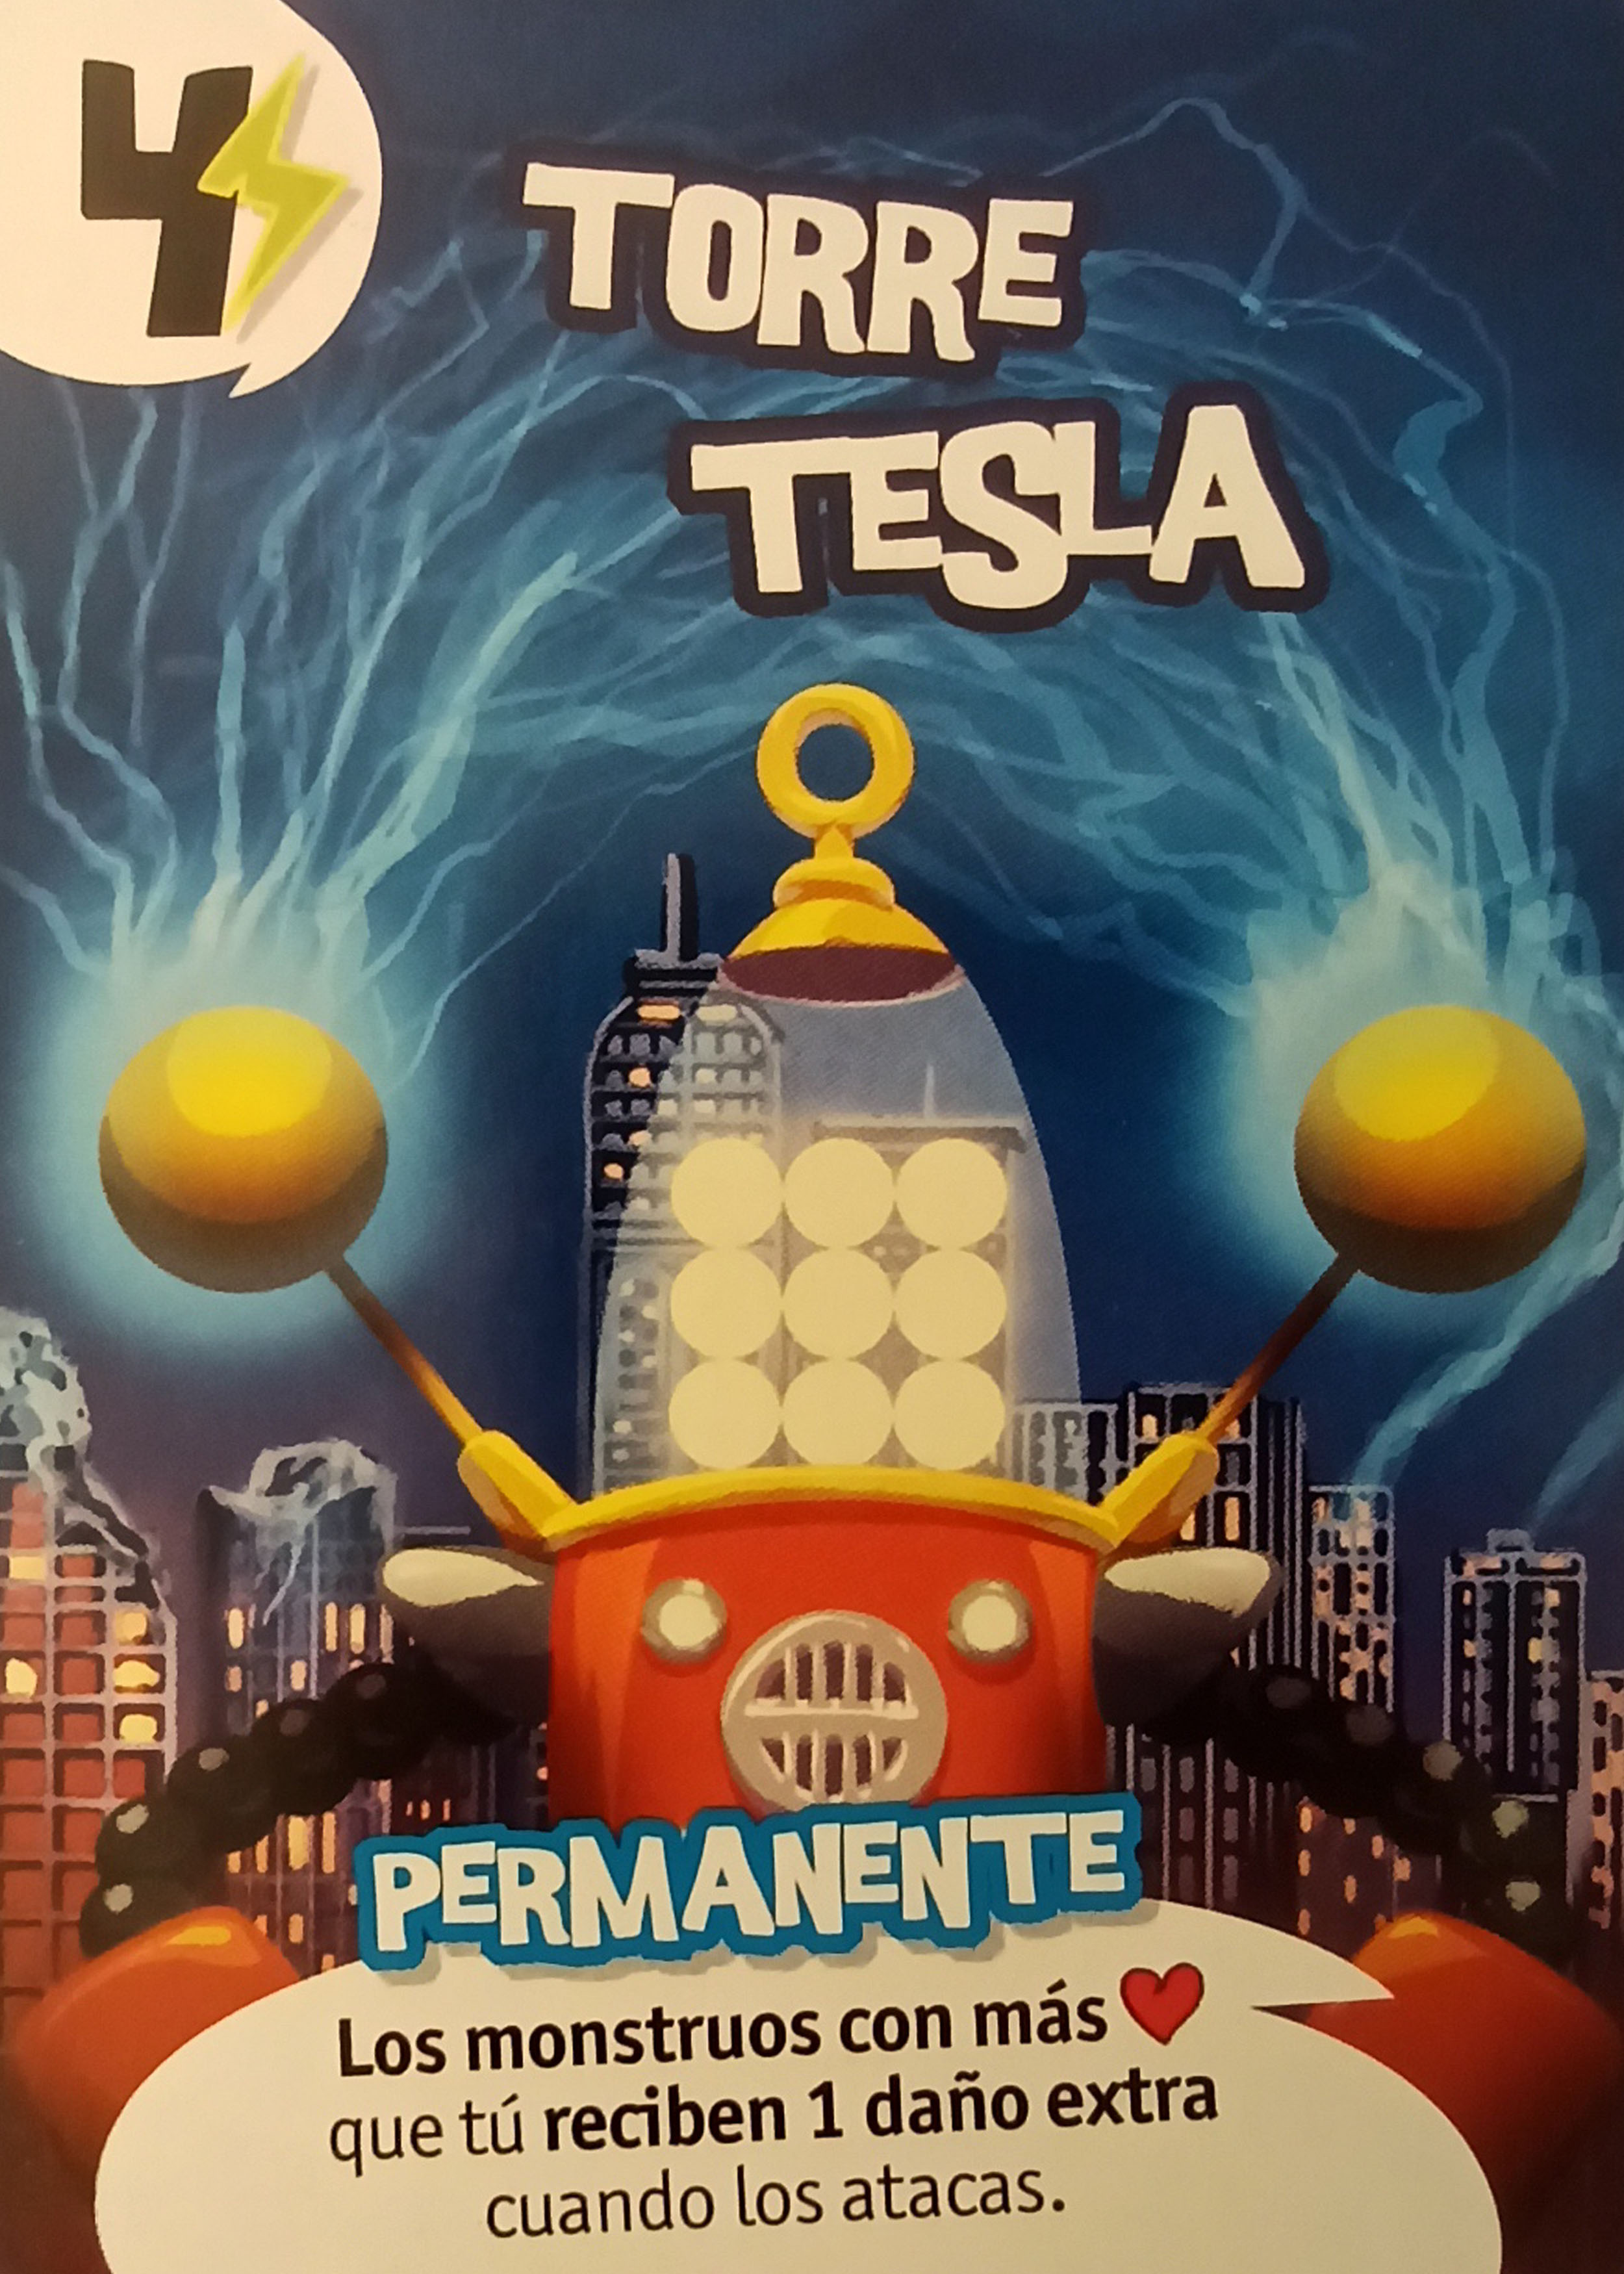 4
TORRE
TESLA
PERMANENTE
Los monstruos con más
que tú reciben 1 daño extra
cuando los atacas.